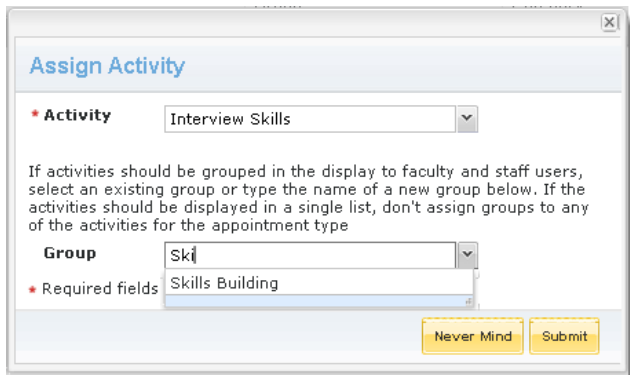 Assign Activity
* Activity Interview Skills
If activities should be grouped in the display to faculty and staff users,
select an existing group or type the name of a new group below. If the
activities should be displayed in a single list, don't assign groups to any
of the activities for the appointment type
Group Ski
Skills Building
* Required fields
Never Mind Submit